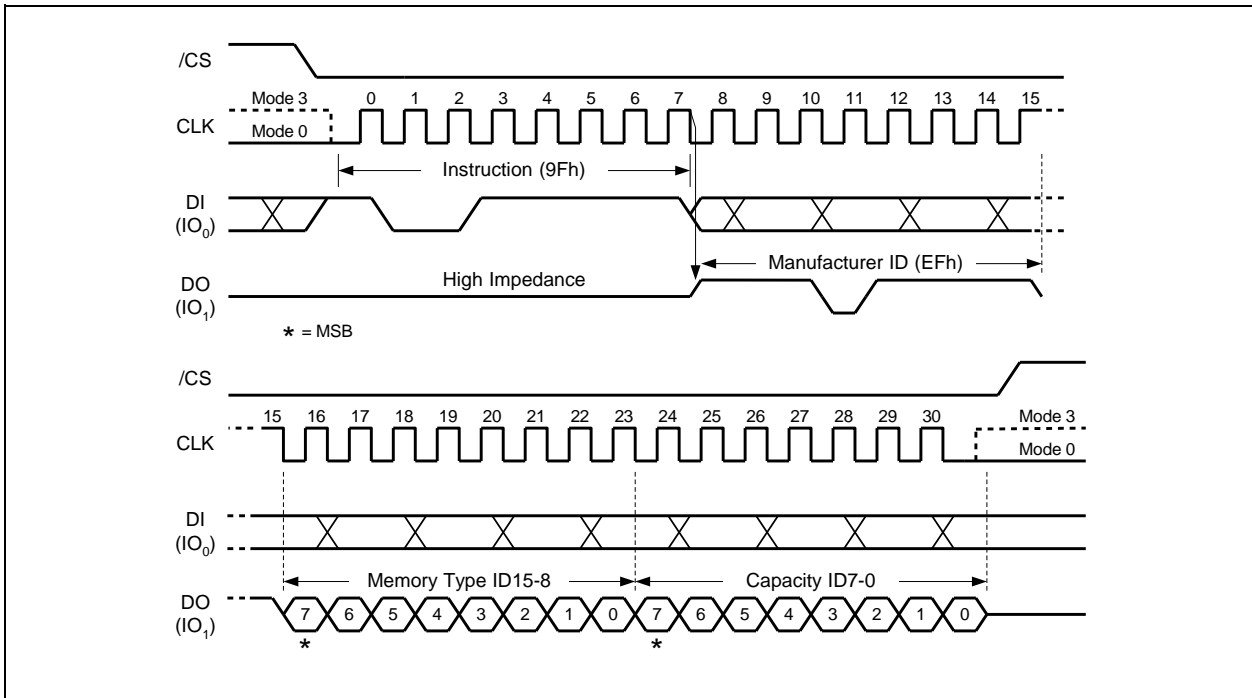 /CS
Mode 3 0 1 2 3 4 5 6 7 8 9 10 11 12 13 14 15
CLK
Mode 0
Instruction (9Fh)
DI
(IO₀)
Manufacturer ID (EFh)
DO
(IO₁)
High Impedance
* = MSB
/CS
15 16 17 18 19 20 21 22 23 24 25 26 27 28 29 30 Mode 3
CLK
Mode 0
DI
(IO₀)
Memory Type ID15-8 Capacity ID7-0
DO
(IO₁)
7 6 5 4 3 2 1 0 7 6 5 4 3 2 1 0
* *